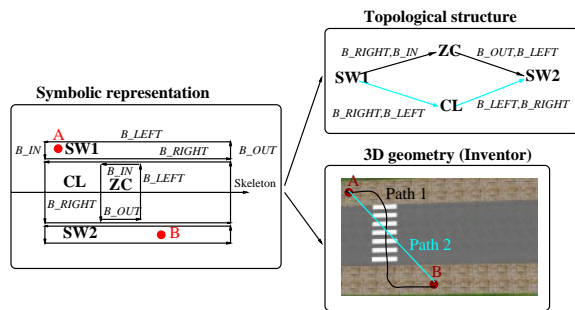 Topological structure
B_RIGHT,B_IN
ZC
B_OUT,B_LEFT
SW1
SW2
B_RIGHT,B_LEFT
CL
B_LEFT,B_RIGHT
Symbolic representation
A
B_LEFT
B_IN
SW1
B_RIGHT
B_OUT
CL
B_IN
ZC
B_LEFT
Skeleton
B_RIGHT
B_OUT
SW2
B
3D geometry (Inventor)
A
Path 1
Path 2
B